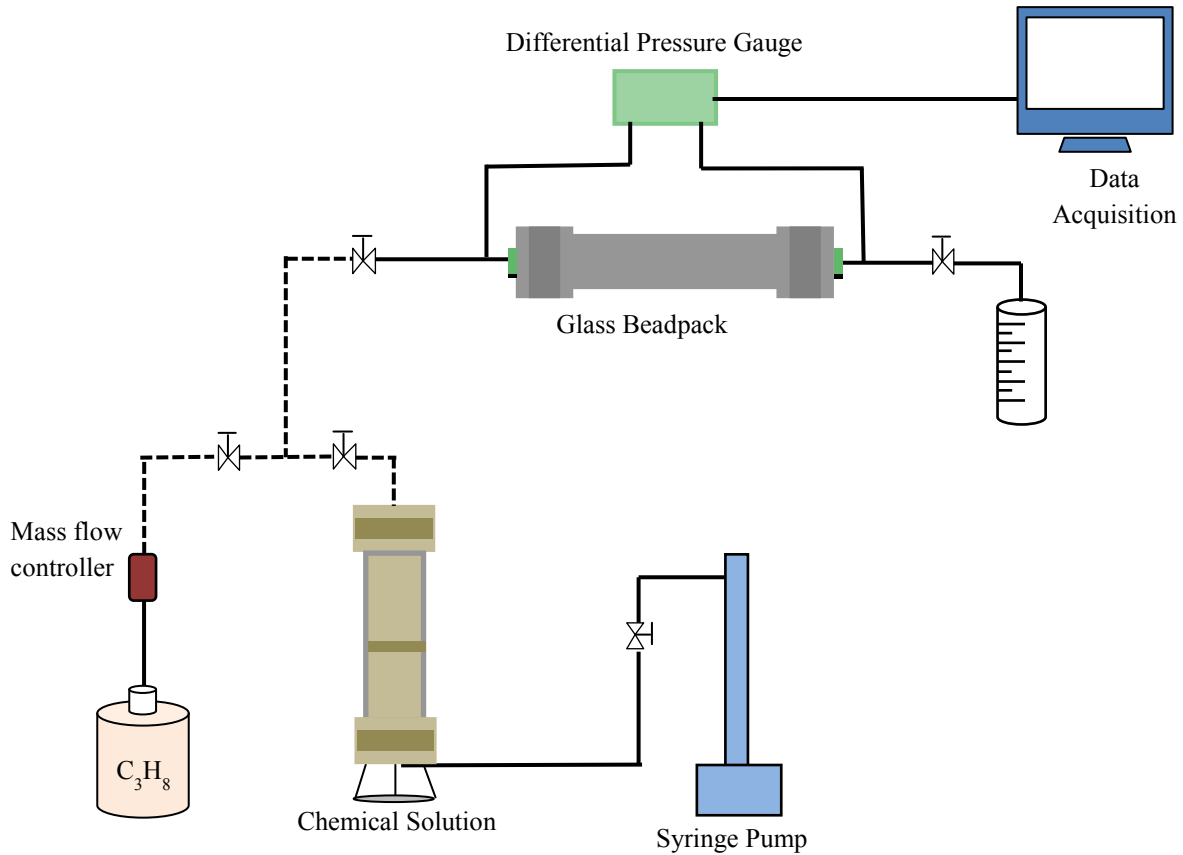 Differential Pressure Gauge
Data
Acquisition
Glass Beadpack
Mass flow
controller
C₃H₈
Chemical Solution
Syringe Pump